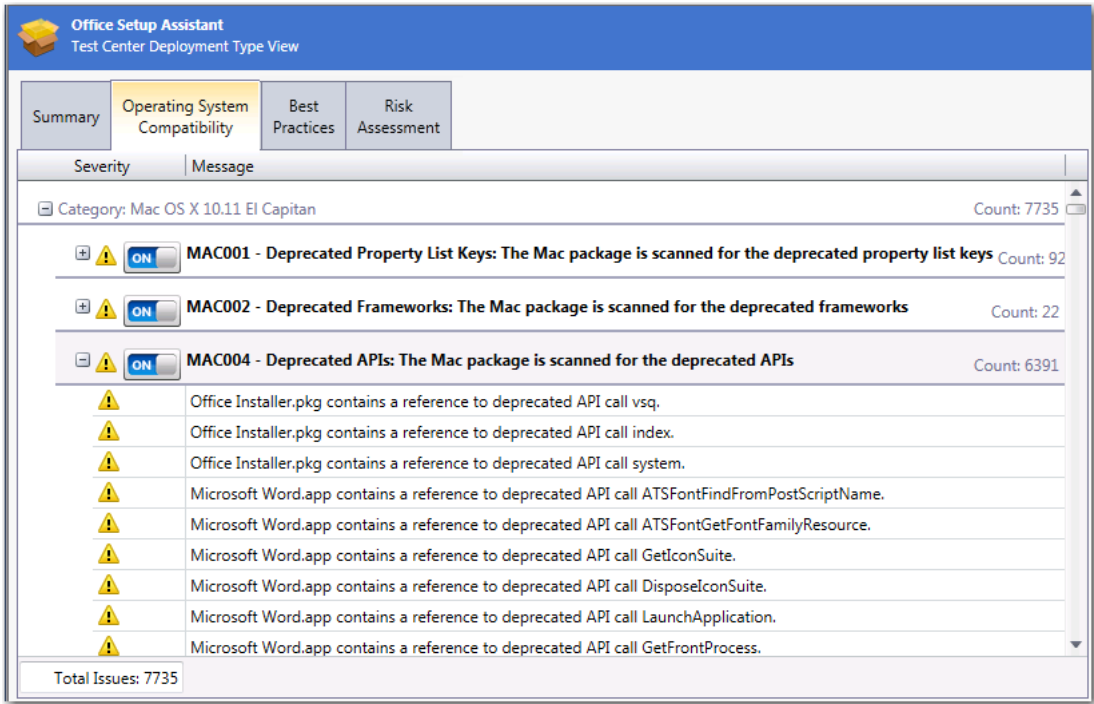 Office Setup Assistant
Test Center Deployment Type View
Summary
Operating System
Compatibility
Best
Practices
Risk
Assessment
Severity
Message
Category: Mac OS X 10.11 El Capitan
Count: 7735
ON
MAC001 - Deprecated Property List Keys: The Mac package is scanned for the deprecated property list keys
Count: 92
ON
MAC002 - Deprecated Frameworks: The Mac package is scanned for the deprecated frameworks
Count: 22
ON
MAC004 - Deprecated APIs: The Mac package is scanned for the deprecated APIs
Count: 6391
Office Installer.pkg contains a reference to deprecated API call vsq.
Office Installer.pkg contains a reference to deprecated API call index.
Office Installer.pkg contains a reference to deprecated API call system.
Microsoft Word.app contains a reference to deprecated API call ATSFontFindFromPostScriptName.
Microsoft Word.app contains a reference to deprecated API call ATSFontGetFontFamilyResource.
Microsoft Word.app contains a reference to deprecated API call GetIconSuite.
Microsoft Word.app contains a reference to deprecated API call DisposeIconSuite.
Microsoft Word.app contains a reference to deprecated API call LaunchApplication.
Microsoft Word.app contains a reference to deprecated API call GetFrontProcess.
Total Issues: 7735